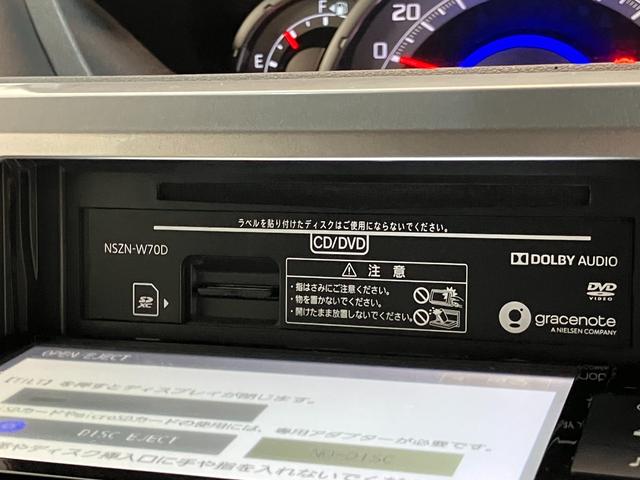 F
E
20
0
ラベルを貼り付けたディスクはご使用にならないでください。
CD/DVD
NSZN-W70D
SD
XC
注意
・指はさみにご注意ください。
・物を置かないでください。
・開けたまま放置しないでください。
DOLBY AUDIO
DVD
VIDEO
gracenote
A NIELSEN COMPANY
OPEN/EJECT
【TILT】を押すとディスプレイが閉じます。
SDカードやmicroSDカードの使用には、専用アダプターが必要です。
DISC EJECT
NO-DISC
ディスク挿入口に手や指を入れないでくだ